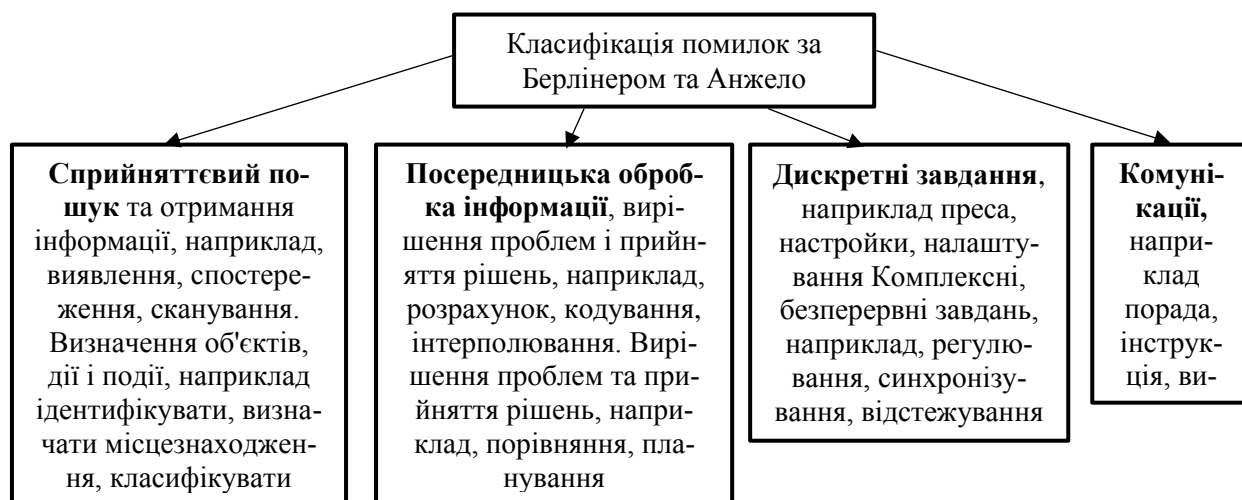 Класифікація помилок за
Берлінером та Анжело
Сприйняттєвий по-
шук та отримання
інформації, наприклад,
виявлення, спостере-
ження, сканування.
Визначення об'єктів,
дії і події, наприклад
ідентифікувати, визна-
чати місцезнаходжен-
ня, класифікувати
Посередницька оброб-
ка інформації, вирі-
шення проблем і прийн-
яття рішень, наприклад,
розрахунок, кодування,
інтерполювання. Вирі-
шення проблем та при-
йняття рішень, напри-
клад, порівняння, пла-
нування
Дискретні завдання,
наприклад преса,
настройки, налашту-
вання Комплексні,
безперервні завдань,
наприклад, регулю-
вання, синхронізу-
вання, відстежування
Комуні-
кації,
напри-
клад
порада,
інструк-
ція, ви-